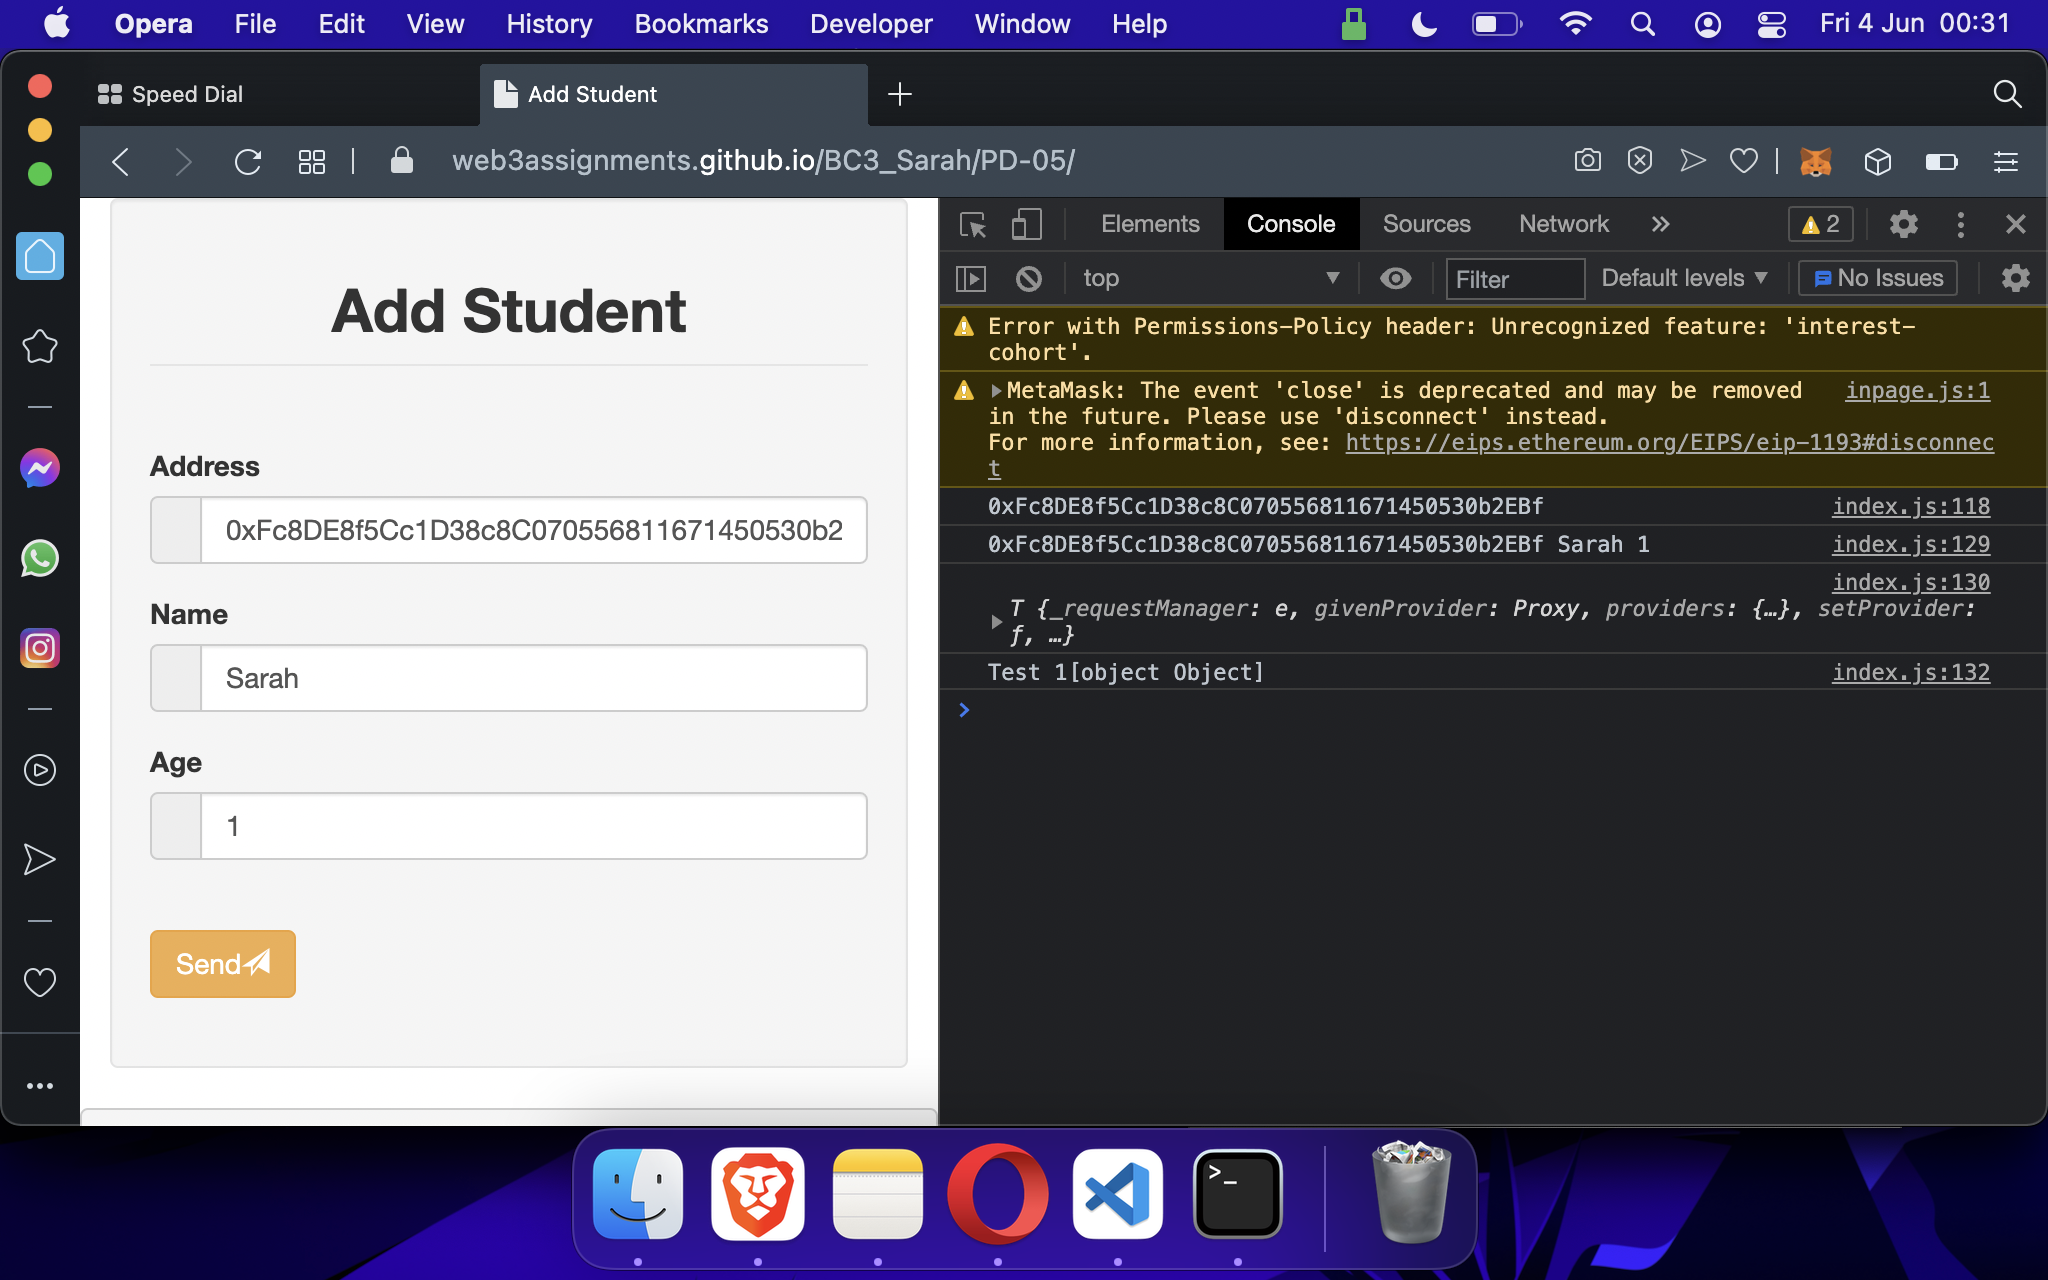 Opera File Edit View History Bookmarks Developer Window Help Fri 4 Jun 00:31
Speed Dial
Add Student
web3assignments.github.io/BC3_Sarah/PD-05/
Add Student
Address
0xFc8DE8f5Cc1D38c8C070556811671450530b2
Name
Sarah
Age
1
Send
Elements Console Sources Network 2
top Filter Default levels No Issues
Error with Permissions-Policy header: Unrecognized feature: 'interest-
cohort'.
MetaMask: The event 'close' is deprecated and may be removed inpage.js:1
in the future. Please use 'disconnect' instead.
For more information, see: https://eips.ethereum.org/EIPS/eip-1193#disconnec
t
0xFc8DE8f5Cc1D38c8C070556811671450530b2EBf index.js:118
0xFc8DE8f5Cc1D38c8C070556811671450530b2EBf Sarah 1 index.js:129
index.js:130
T {_requestManager: e, givenProvider: Proxy, providers: {…}, setProvider:
ƒ, …}
Test 1[object Object] index.js:132
>
>_